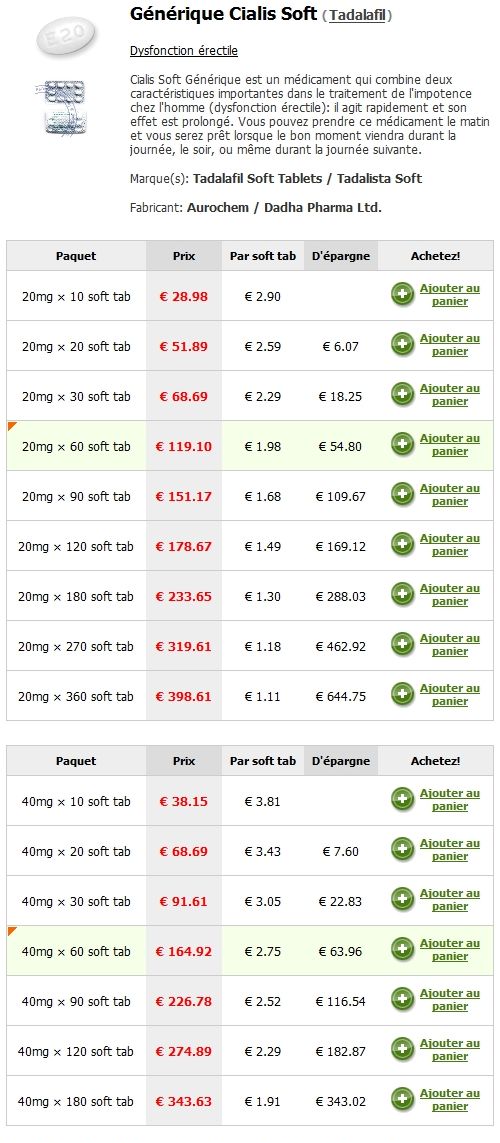 Générique Cialis Soft (Tadalafil)
Dysfonction érectile
Cialis Soft Générique est un médicament qui combine deux
caractéristiques importantes dans le traitement de l'impotence
chez l'homme (dysfonction érectile): il agit rapidement et son
effet est prolongé. Vous pouvez prendre ce médicament le matin
et vous serez prêt lorsque le bon moment viendra durant la
journée, le soir, ou même durant la journée suivante.
Marque(s): Tadalafil Soft Tablets / Tadalista Soft
Fabricant: Aurochem / Dadha Pharma Ltd.
Paquet Prix Par soft tab D'épargne Achetez!
20mg × 10 soft tab € 28.98 € 2.90 Ajouter au
panier
20mg × 20 soft tab € 51.89 € 2.59 € 6.07 Ajouter au
panier
20mg × 30 soft tab € 68.69 € 2.29 € 18.25 Ajouter au
panier
20mg × 60 soft tab € 119.10 € 1.98 € 54.80 Ajouter au
panier
20mg × 90 soft tab € 151.17 € 1.68 € 109.67 Ajouter au
panier
20mg × 120 soft tab € 178.67 € 1.49 € 169.12 Ajouter au
panier
20mg × 180 soft tab € 233.65 € 1.30 € 288.03 Ajouter au
panier
20mg × 270 soft tab € 319.61 € 1.18 € 462.92 Ajouter au
panier
20mg × 360 soft tab € 398.61 € 1.11 € 644.75 Ajouter au
panier
Paquet Prix Par soft tab D'épargne Achetez!
40mg × 10 soft tab € 38.15 € 3.81 Ajouter au
panier
40mg × 20 soft tab € 68.69 € 3.43 € 7.60 Ajouter au
panier
40mg × 30 soft tab € 91.61 € 3.05 € 22.83 Ajouter au
panier
40mg × 60 soft tab € 164.92 € 2.75 € 63.96 Ajouter au
panier
40mg × 90 soft tab € 226.78 € 2.52 € 116.54 Ajouter au
panier
40mg × 120 soft tab € 274.89 € 2.29 € 182.87 Ajouter au
panier
40mg × 180 soft tab € 343.63 € 1.91 € 343.02 Ajouter au
panier